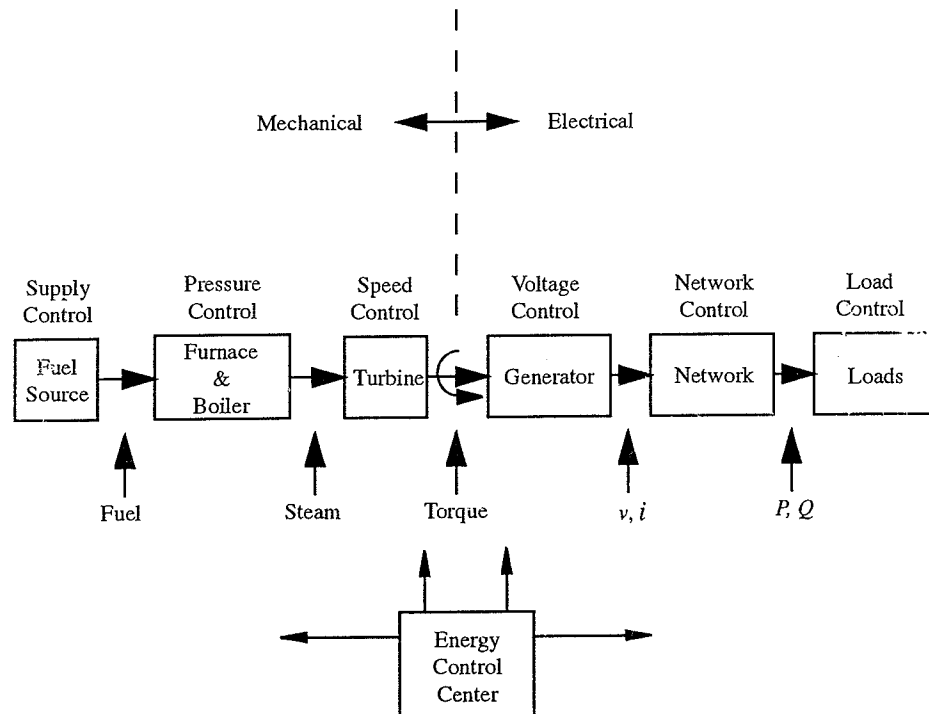 Mechanical
Electrical
Supply
Control
Pressure
Control
Speed
Control
Voltage
Control
Network
Control
Load
Control
Fuel
Source
Furnace
&
Boiler
Turbine
Generator
Network
Loads
Fuel
Steam
Torque
v, i
P, Q
Energy
Control
Center